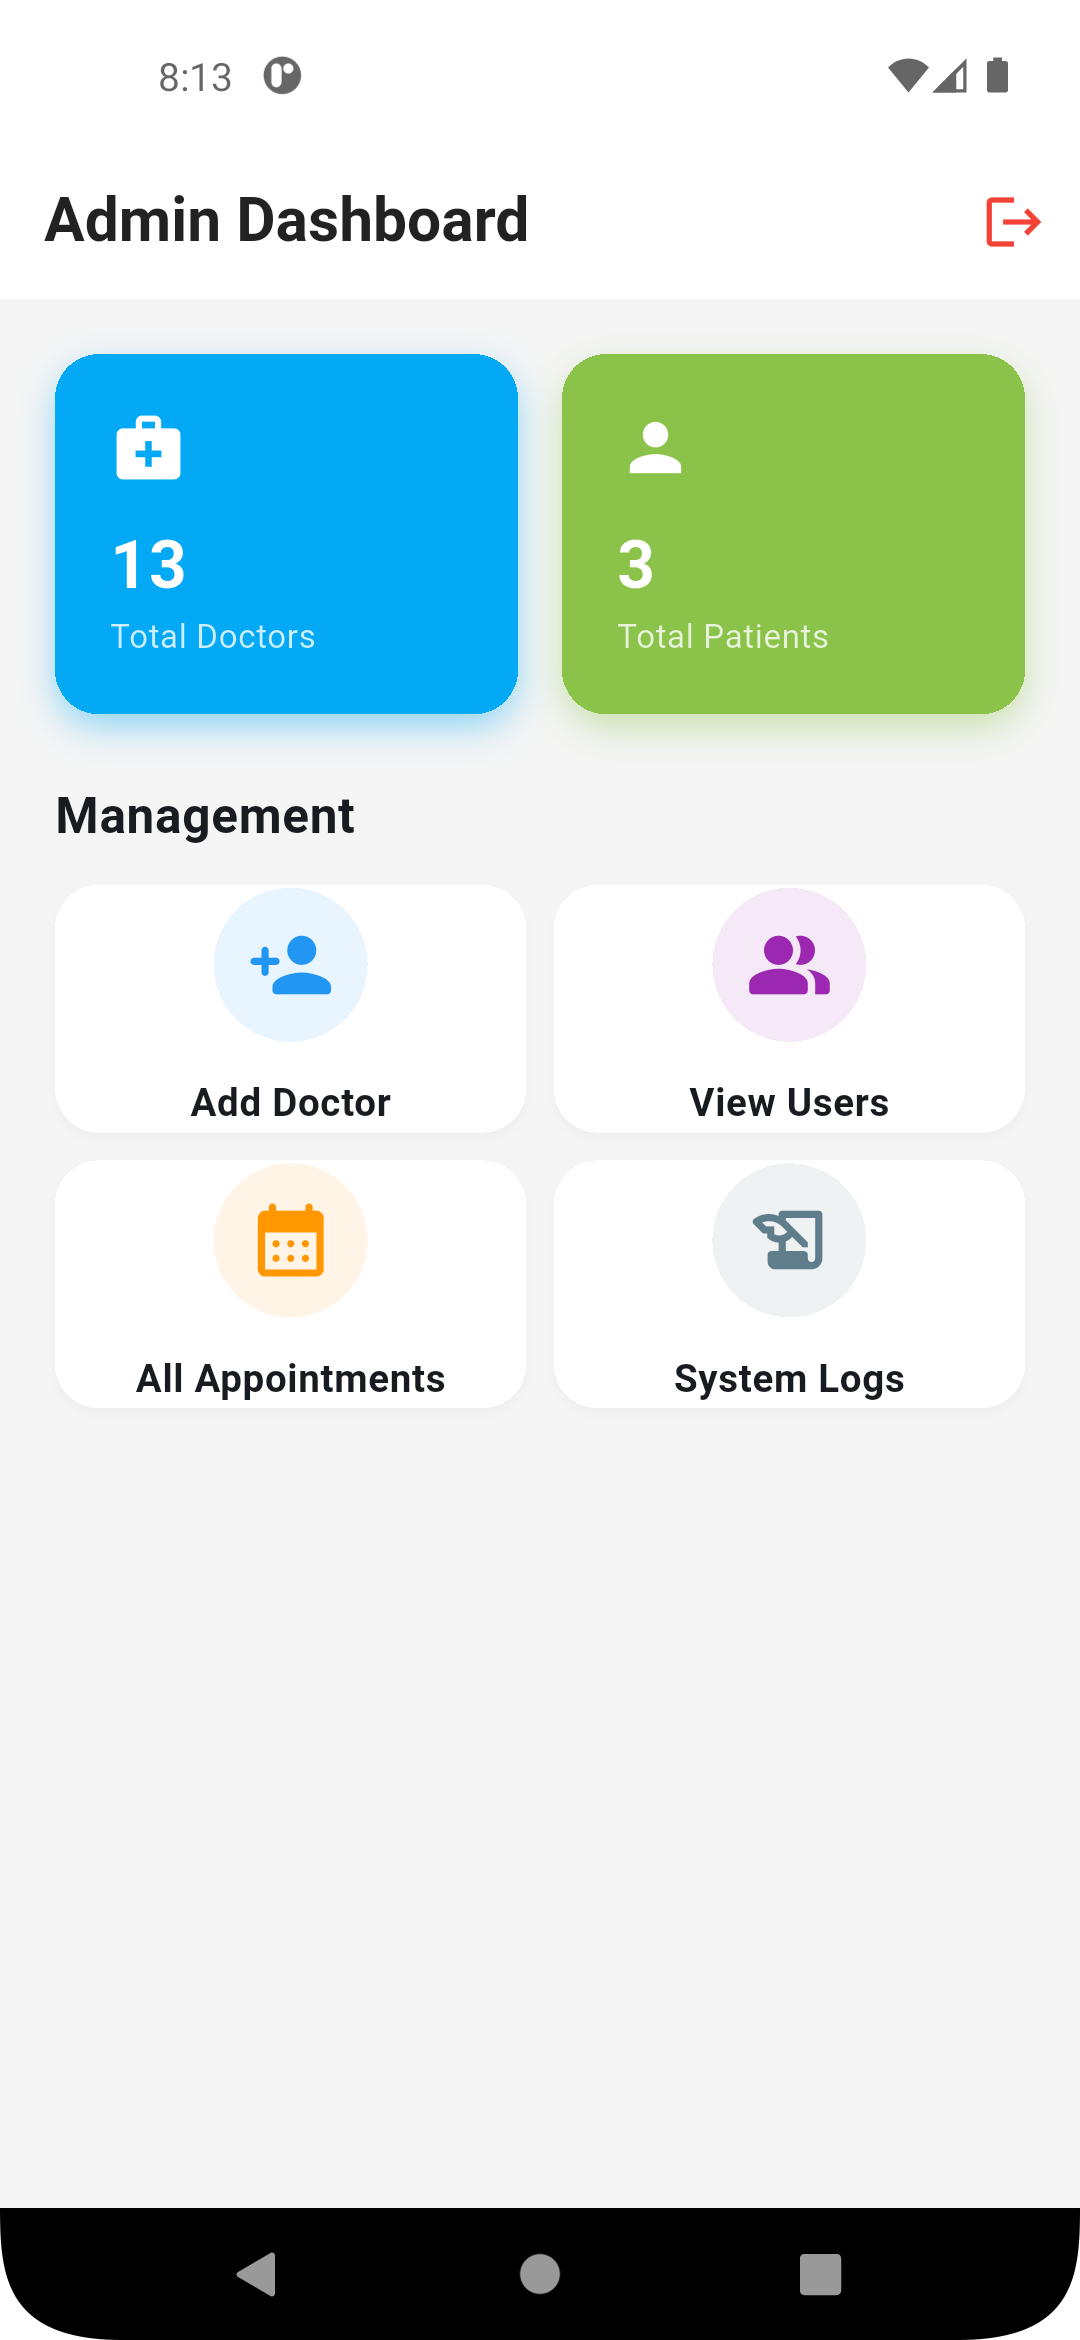 8:13
Admin Dashboard
13
Total Doctors
3
Total Patients
Management
Add Doctor
View Users
All Appointments
System Logs